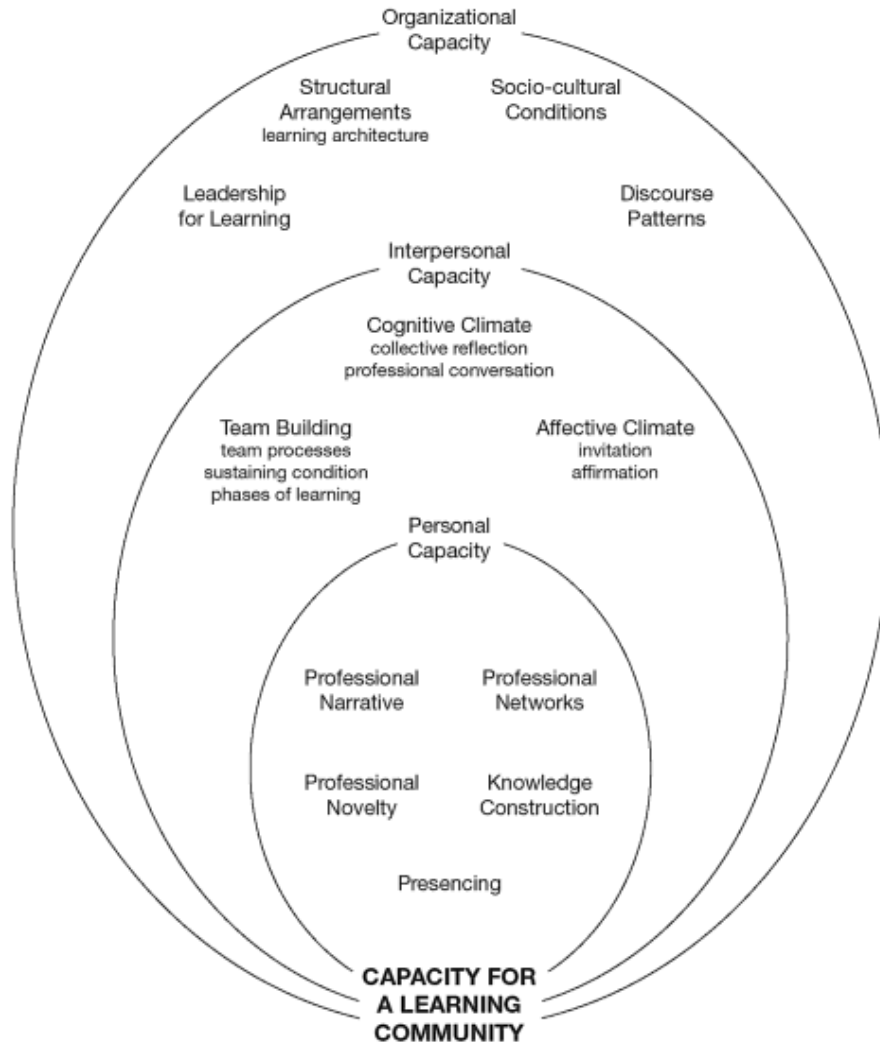 Organizational
Capacity
Structural
Arrangements
learning architecture
Socio-cultural
Conditions
Leadership
for Learning
Discourse
Patterns
Interpersonal
Capacity
Cognitive Climate
collective reflection
professional conversation
Team Building
team processes
sustaining condition
phases of learning
Affective Climate
invitation
affirmation
Personal
Capacity
Professional
Narrative
Professional
Networks
Professional
Novelty
Knowledge
Construction
Presencing
CAPACITY FOR
A LEARNING
COMMUNITY